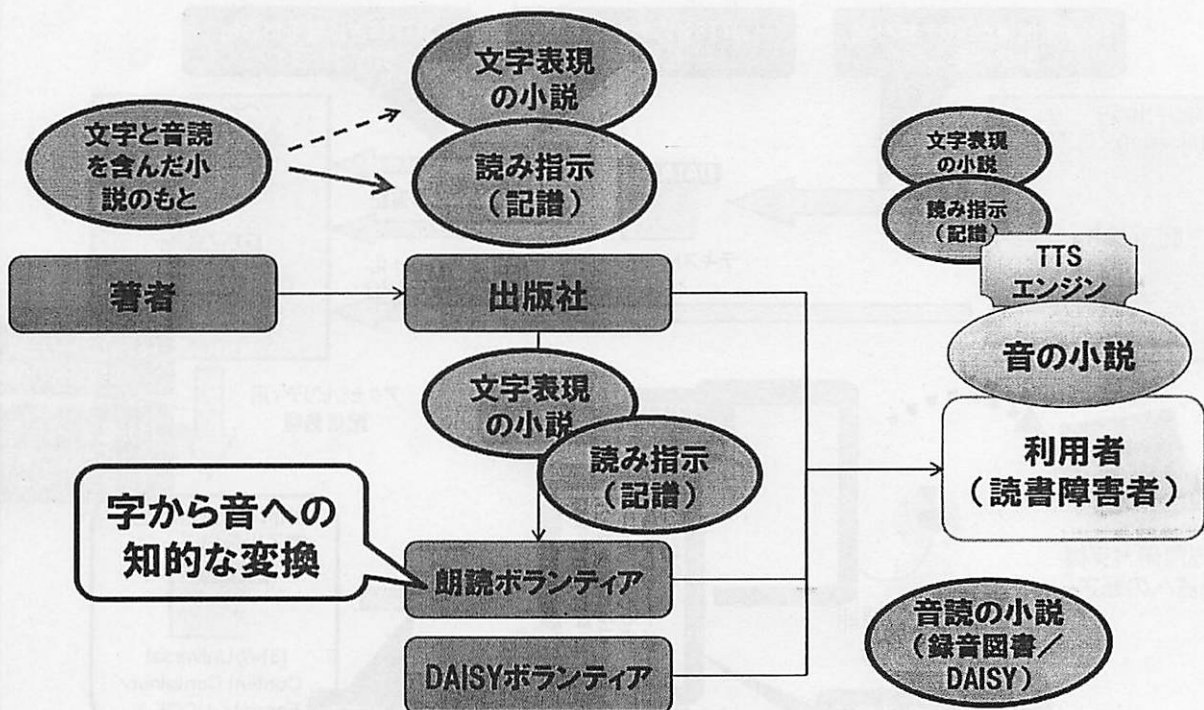 文字表現
の小説
文字と音読
を含んだ小
説のもと
読み指示
（記譜）
文字表現
の小説
読み指示
（記譜）
TTS
エンジン
著者
出版社
音の小説
文字表現
の小説
読み指示
（記譜）
利用者
（読書障害者）
字から音への
知的な変換
朗読ボランティア
音読の小説
（録音図書／
DAISY）
DAISYボランティア